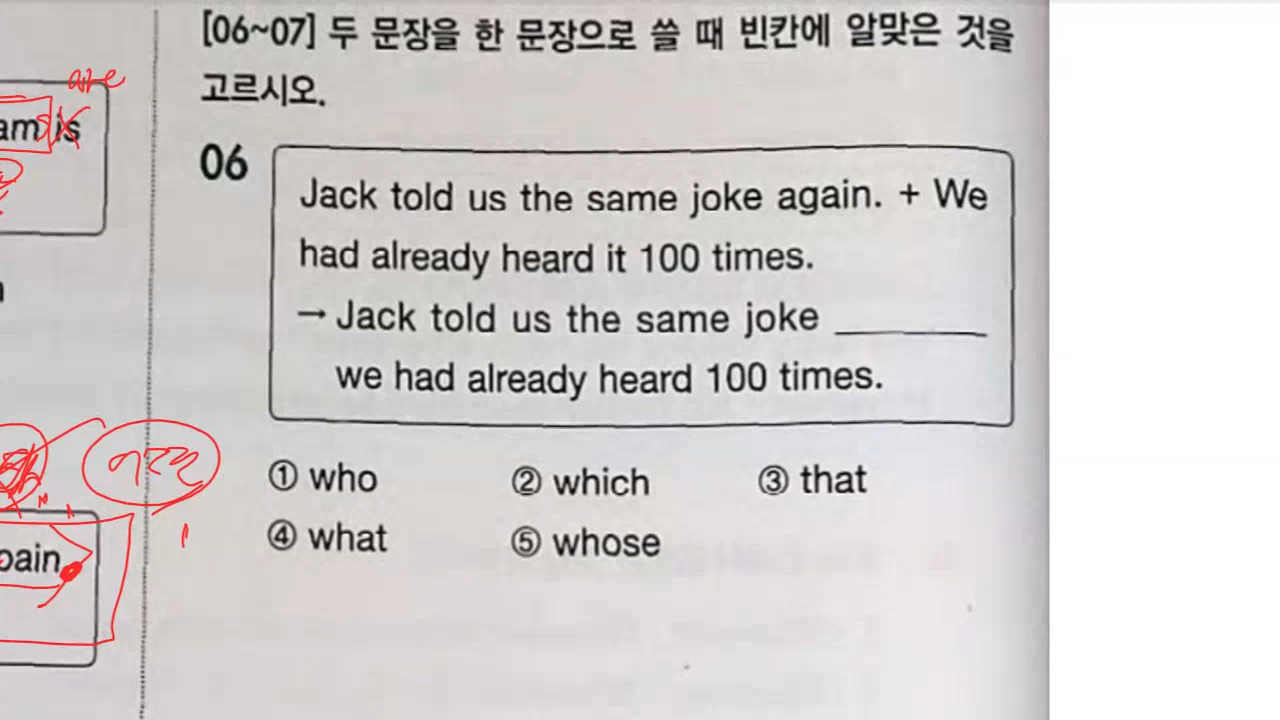 [06~07] 두 문장을 한 문장으로 쓸 때 빈칸에 알맞은 것을
고르시오.
are
am is
06
Jack told us the same joke again. + We
had already heard it 100 times.
→ Jack told us the same joke ________
we had already heard 100 times.
① who ② which ③ that
④ what ⑤ whose
pain.